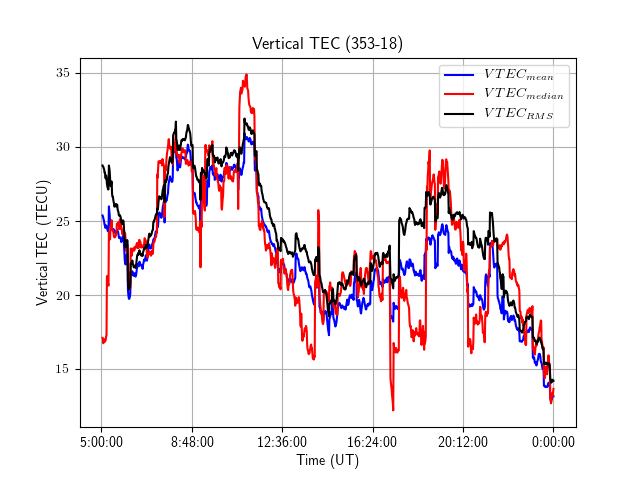 Vertical TEC (353-18)
35
30
25
20
15
Vertical TEC (TECU)
VTEC_mean
VTEC_median
VTEC_RMS
5:00:00 8:48:00 12:36:00 16:24:00 20:12:00 0:00:00
Time (UT)